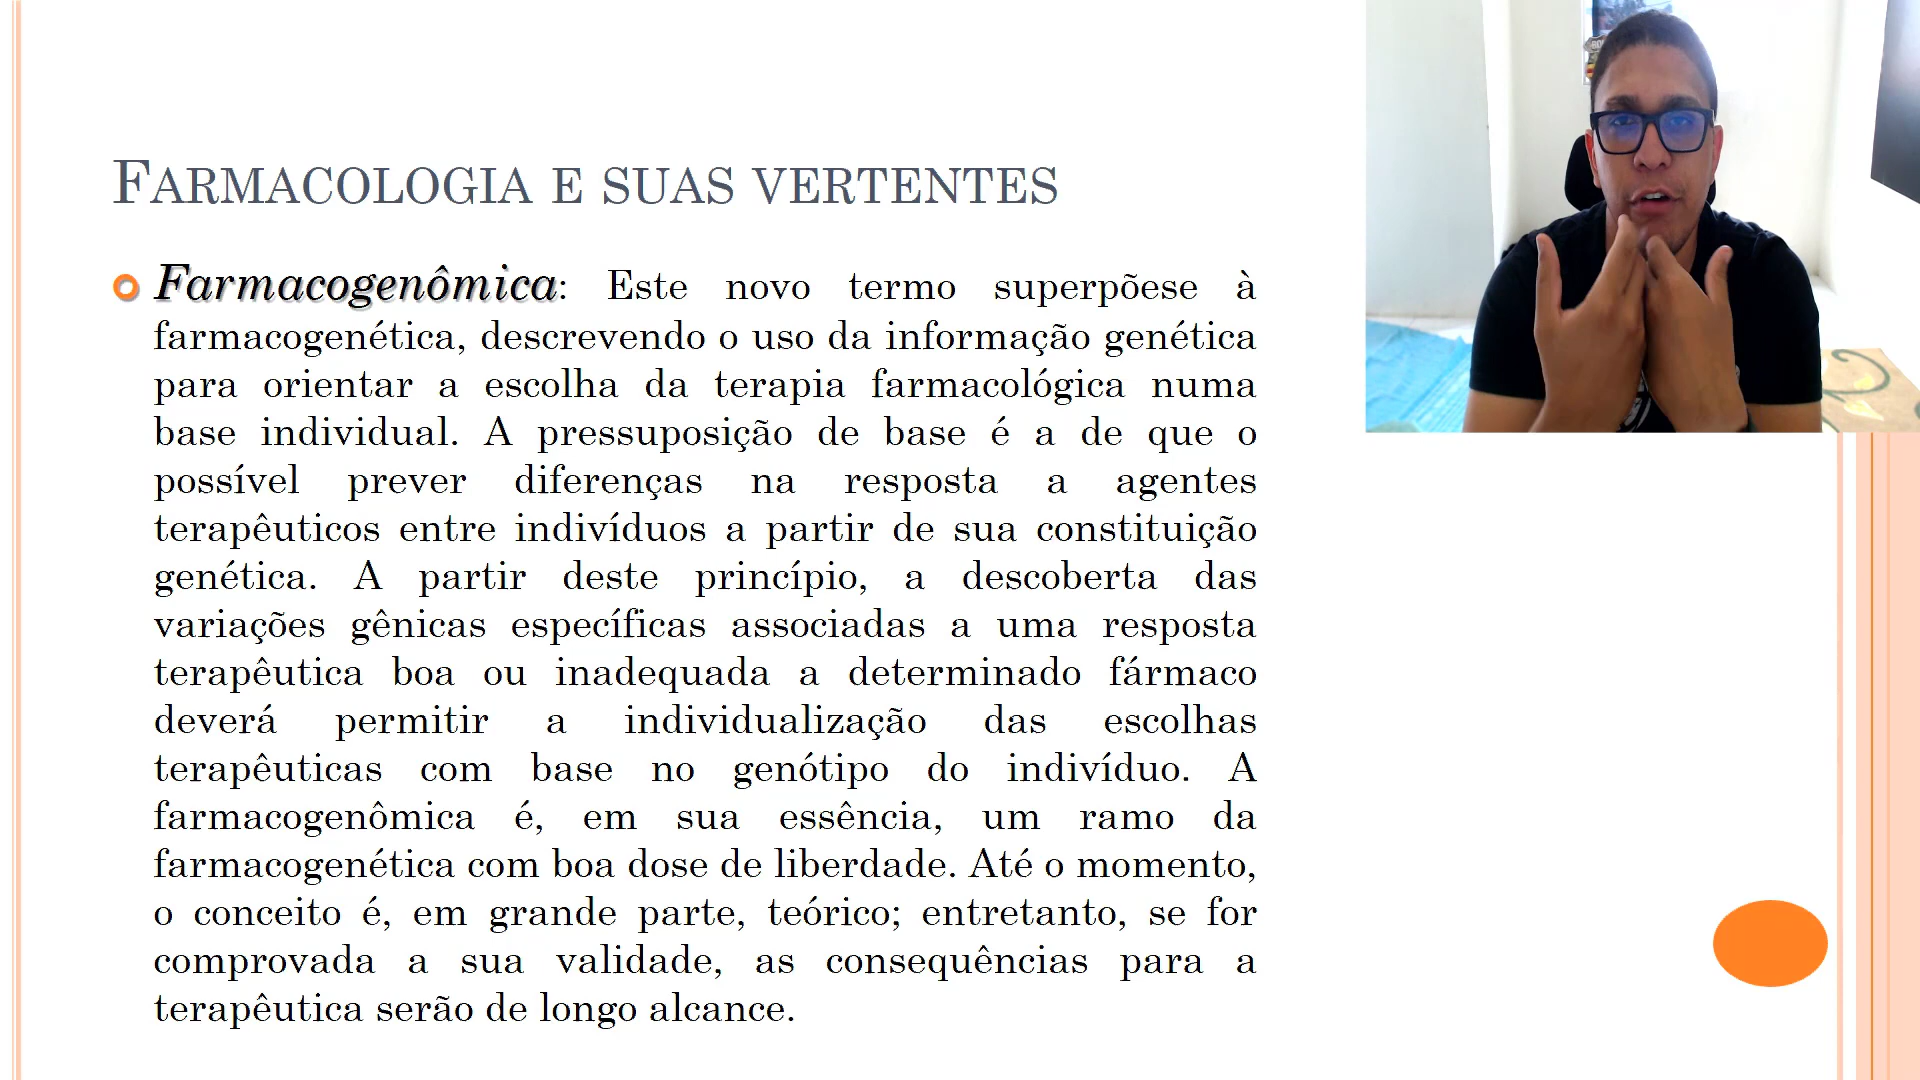 FARMACOLOGIA E SUAS VERTENTES
Farmacogenômica: Este novo termo superpõese à
farmacogenética, descrevendo o uso da informação genética
para orientar a escolha da terapia farmacológica numa
base individual. A pressuposição de base é a de que o
possível prever diferenças na resposta a agentes
terapêuticos entre indivíduos a partir de sua constituição
genética. A partir deste princípio, a descoberta das
variações gênicas específicas associadas a uma resposta
terapêutica boa ou inadequada a determinado fármaco
deverá permitir a individualização das escolhas
terapêuticas com base no genótipo do indivíduo. A
farmacogenômica é, em sua essência, um ramo da
farmacogenética com boa dose de liberdade. Até o momento,
o conceito é, em grande parte, teórico; entretanto, se for
comprovada a sua validade, as consequências para a
terapêutica serão de longo alcance.